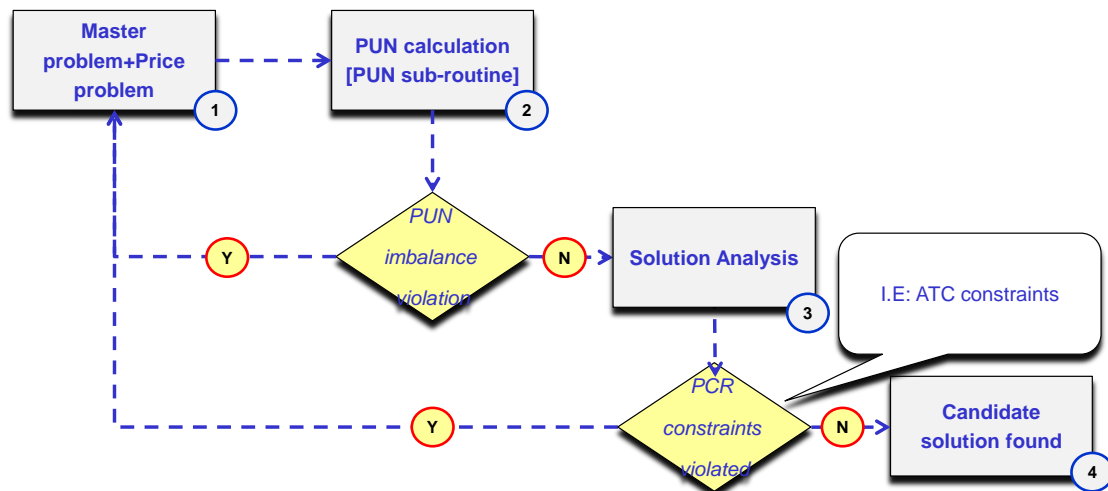 Master
problem+Price
problem
1
PUN calculation
[PUN sub-routine]
2
PUN
imbalance
violation
Y
N
Solution Analysis
3
I.E: ATC constraints
PCR
constraints
violated
Y
N
Candidate
solution found
4